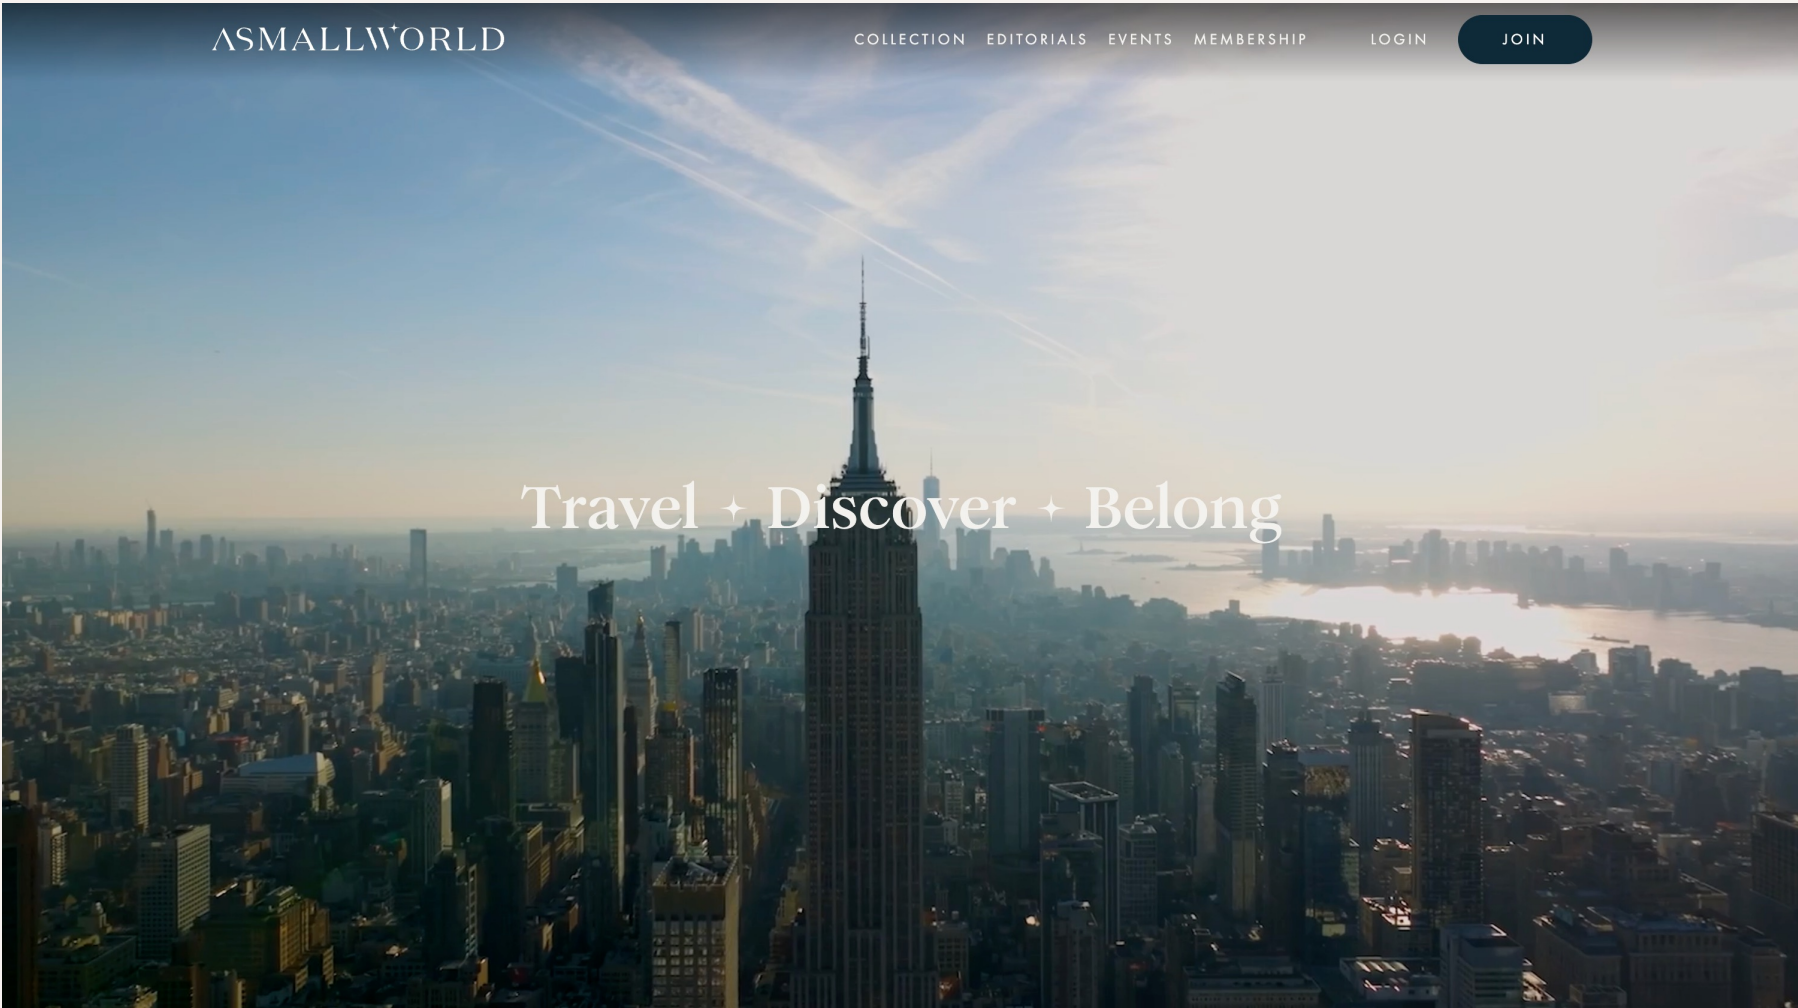 ASMALLWORLD
COLLECTION EDITORIALS EVENTS MEMBERSHIP LOGIN JOIN
Travel ✦ Discover ✦ Belong